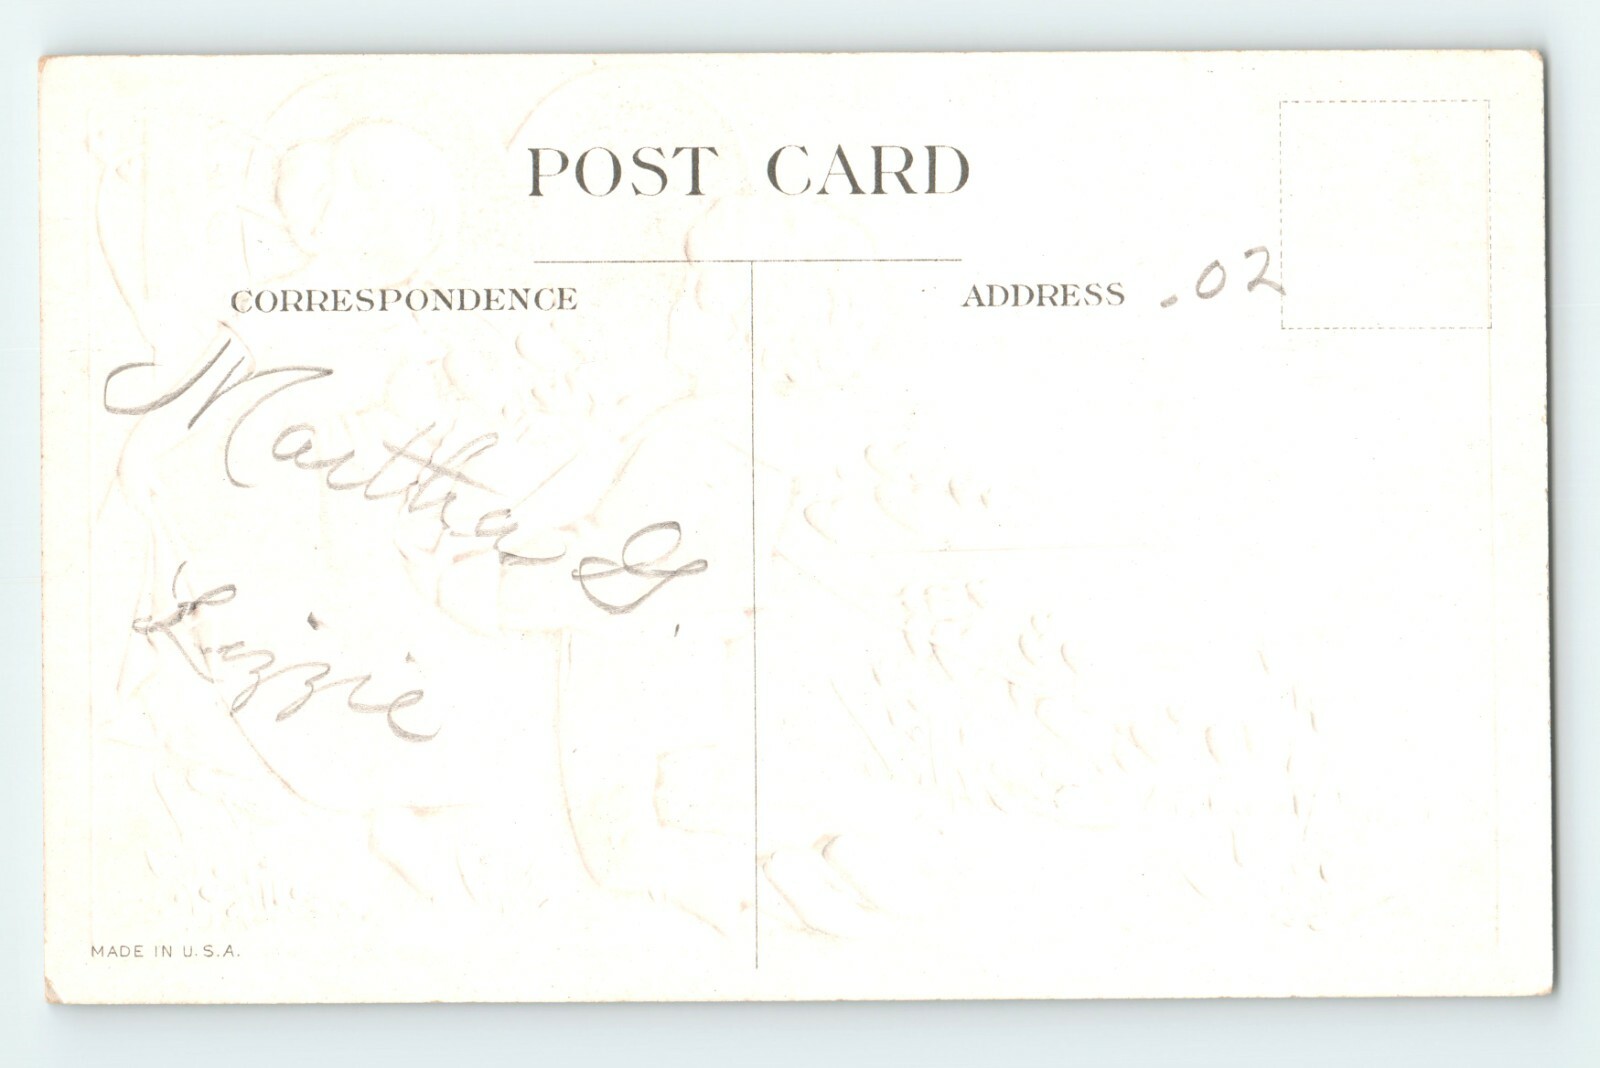 POST CARD
CORRESPONDENCE
ADDRESS .02
Martha G.
Lizzie
MADE IN U.S.A.